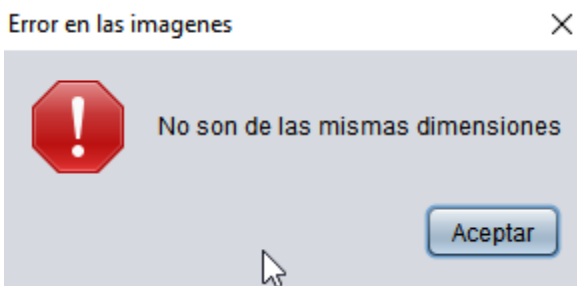 Error en las imagenes
No son de las mismas dimensiones
Aceptar